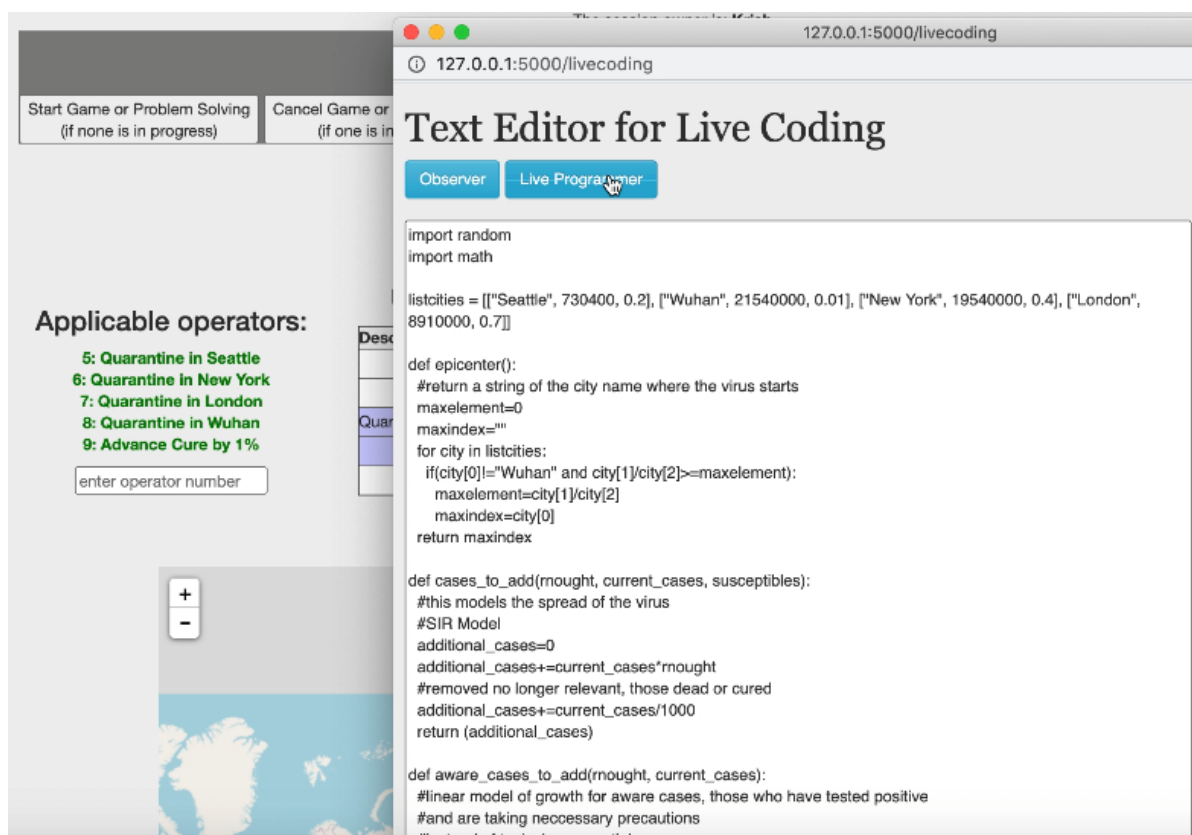 The session owner is: Krish
127.0.0.1:5000/livecoding
127.0.0.1:5000/livecoding
Start Game or Problem Solving
(if none is in progress)
Cancel Game or
(if one is in
Text Editor for Live Coding
Observer
Live Programmer
Applicable operators:
5: Quarantine in Seattle
6: Quarantine in New York
7: Quarantine in London
8: Quarantine in Wuhan
9: Advance Cure by 1%
enter operator number
Desc
Quar
+
-
import random
import math
listcities = [["Seattle", 730400, 0.2], ["Wuhan", 21540000, 0.01], ["New York", 19540000, 0.4], ["London",
8910000, 0.7]]
def epicenter():
#return a string of the city name where the virus starts
maxelement=0
maxindex=""
for city in listcities:
if(city[0]!="Wuhan" and city[1]/city[2]>=maxelement):
maxelement=city[1]/city[2]
maxindex=city[0]
return maxindex
def cases_to_add(rnought, current_cases, susceptibles):
#this models the spread of the virus
#SIR Model
additional_cases=0
additional_cases+=current_cases*rnought
#removed no longer relevant, those dead or cured
additional_cases+=current_cases/1000
return (additional_cases)
def aware_cases_to_add(rnought, current_cases):
#linear model of growth for aware cases, those who have tested positive
#and are taking neccessary precautions